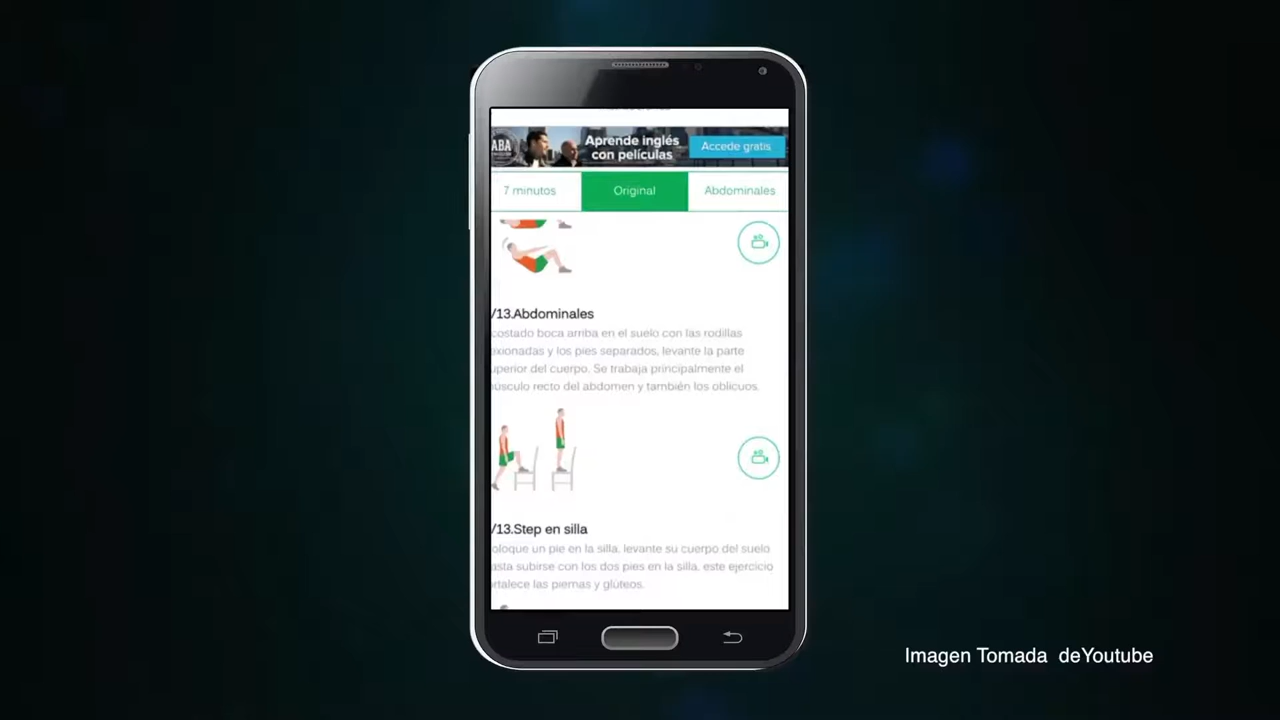 ABA
Aprende inglés
con películas
Accede gratis
7 minutos
Original
Abdominales
/13.Abdominales
costado boca arriba en el suelo con las rodillas
exionadas y los pies separados, levante la parte
uperior del cuerpo. Se trabaja principalmente el
núsculo recto del abdomen y también los oblicuos.
/13.Step en silla
oloque un pie en la silla, levante su cuerpo del suelo
asta subirse con los dos pies en la silla, este ejercicio
rtalece las piernas y glúteos.
Imagen Tomada deYoutube